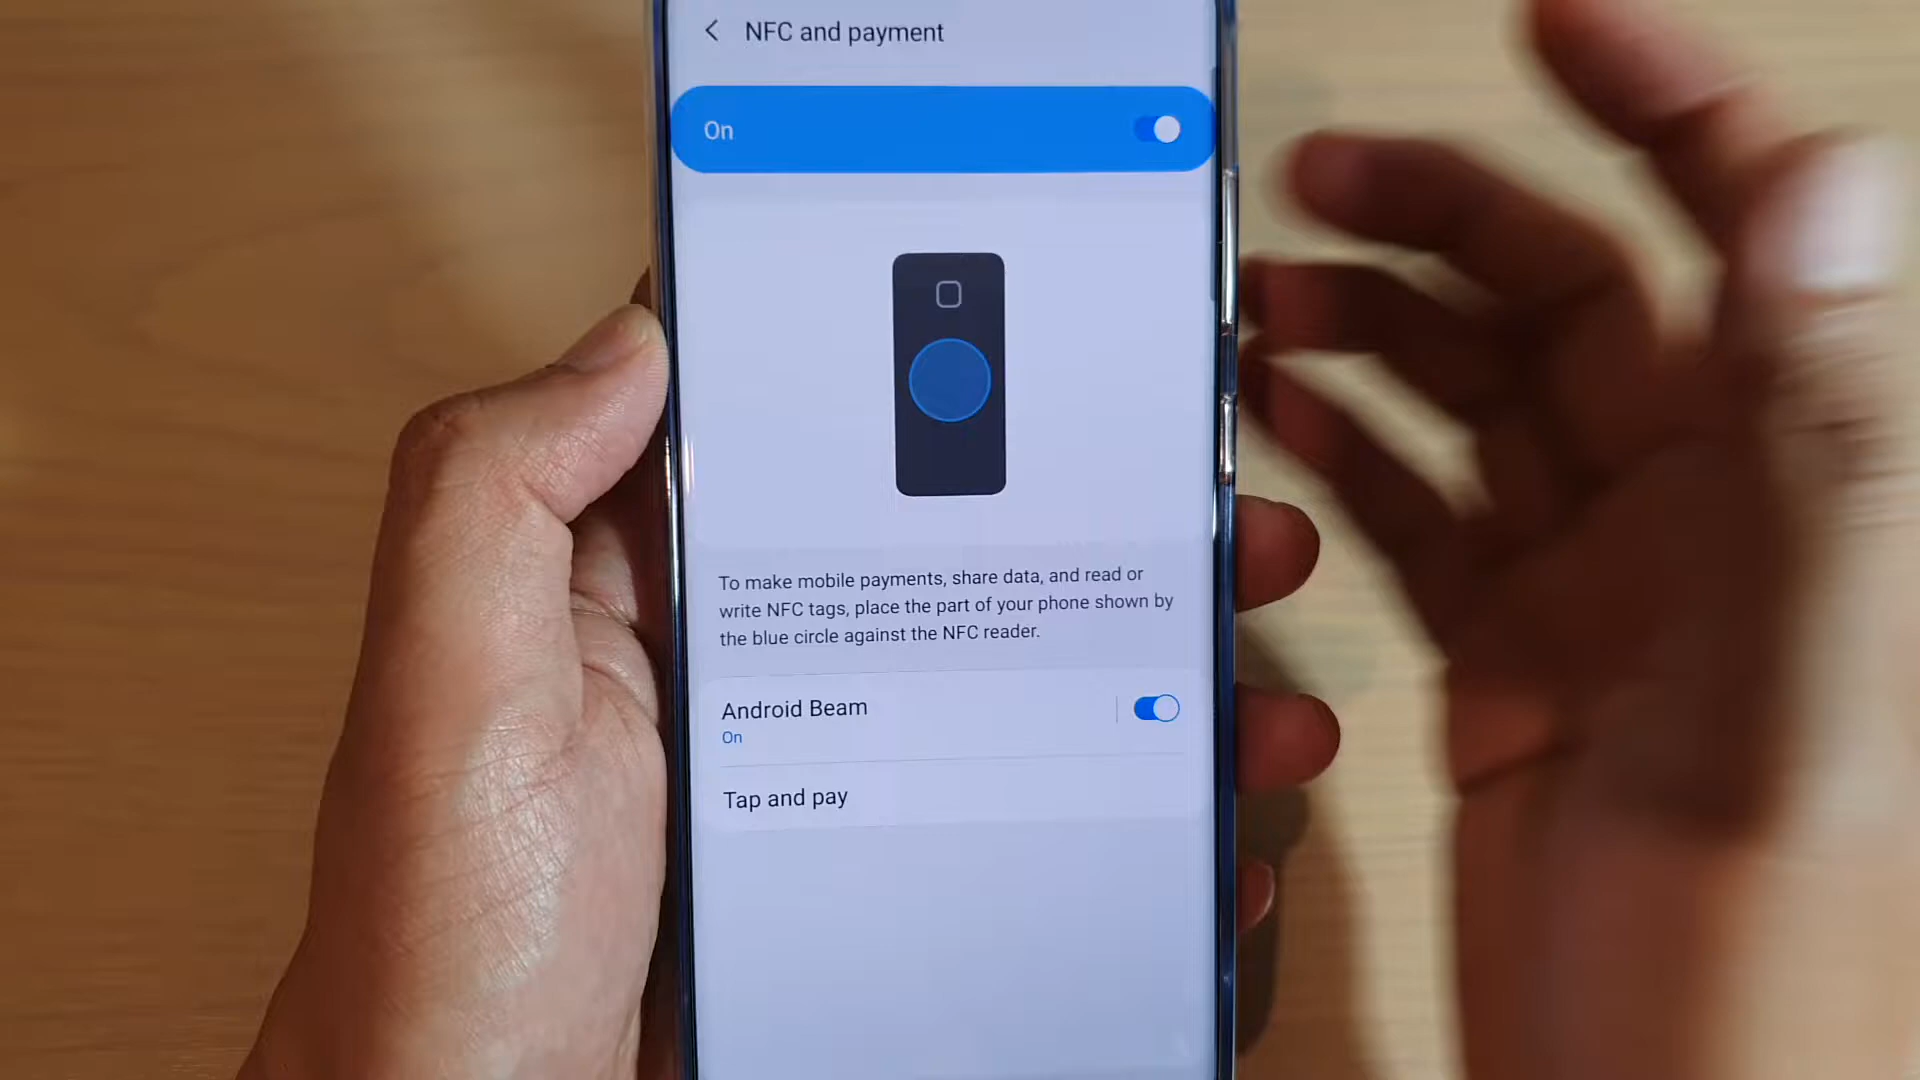 NFC and payment
On
To make mobile payments, share data, and read or
write NFC tags, place the part of your phone shown by
the blue circle against the NFC reader.
Android Beam
On
Tap and pay